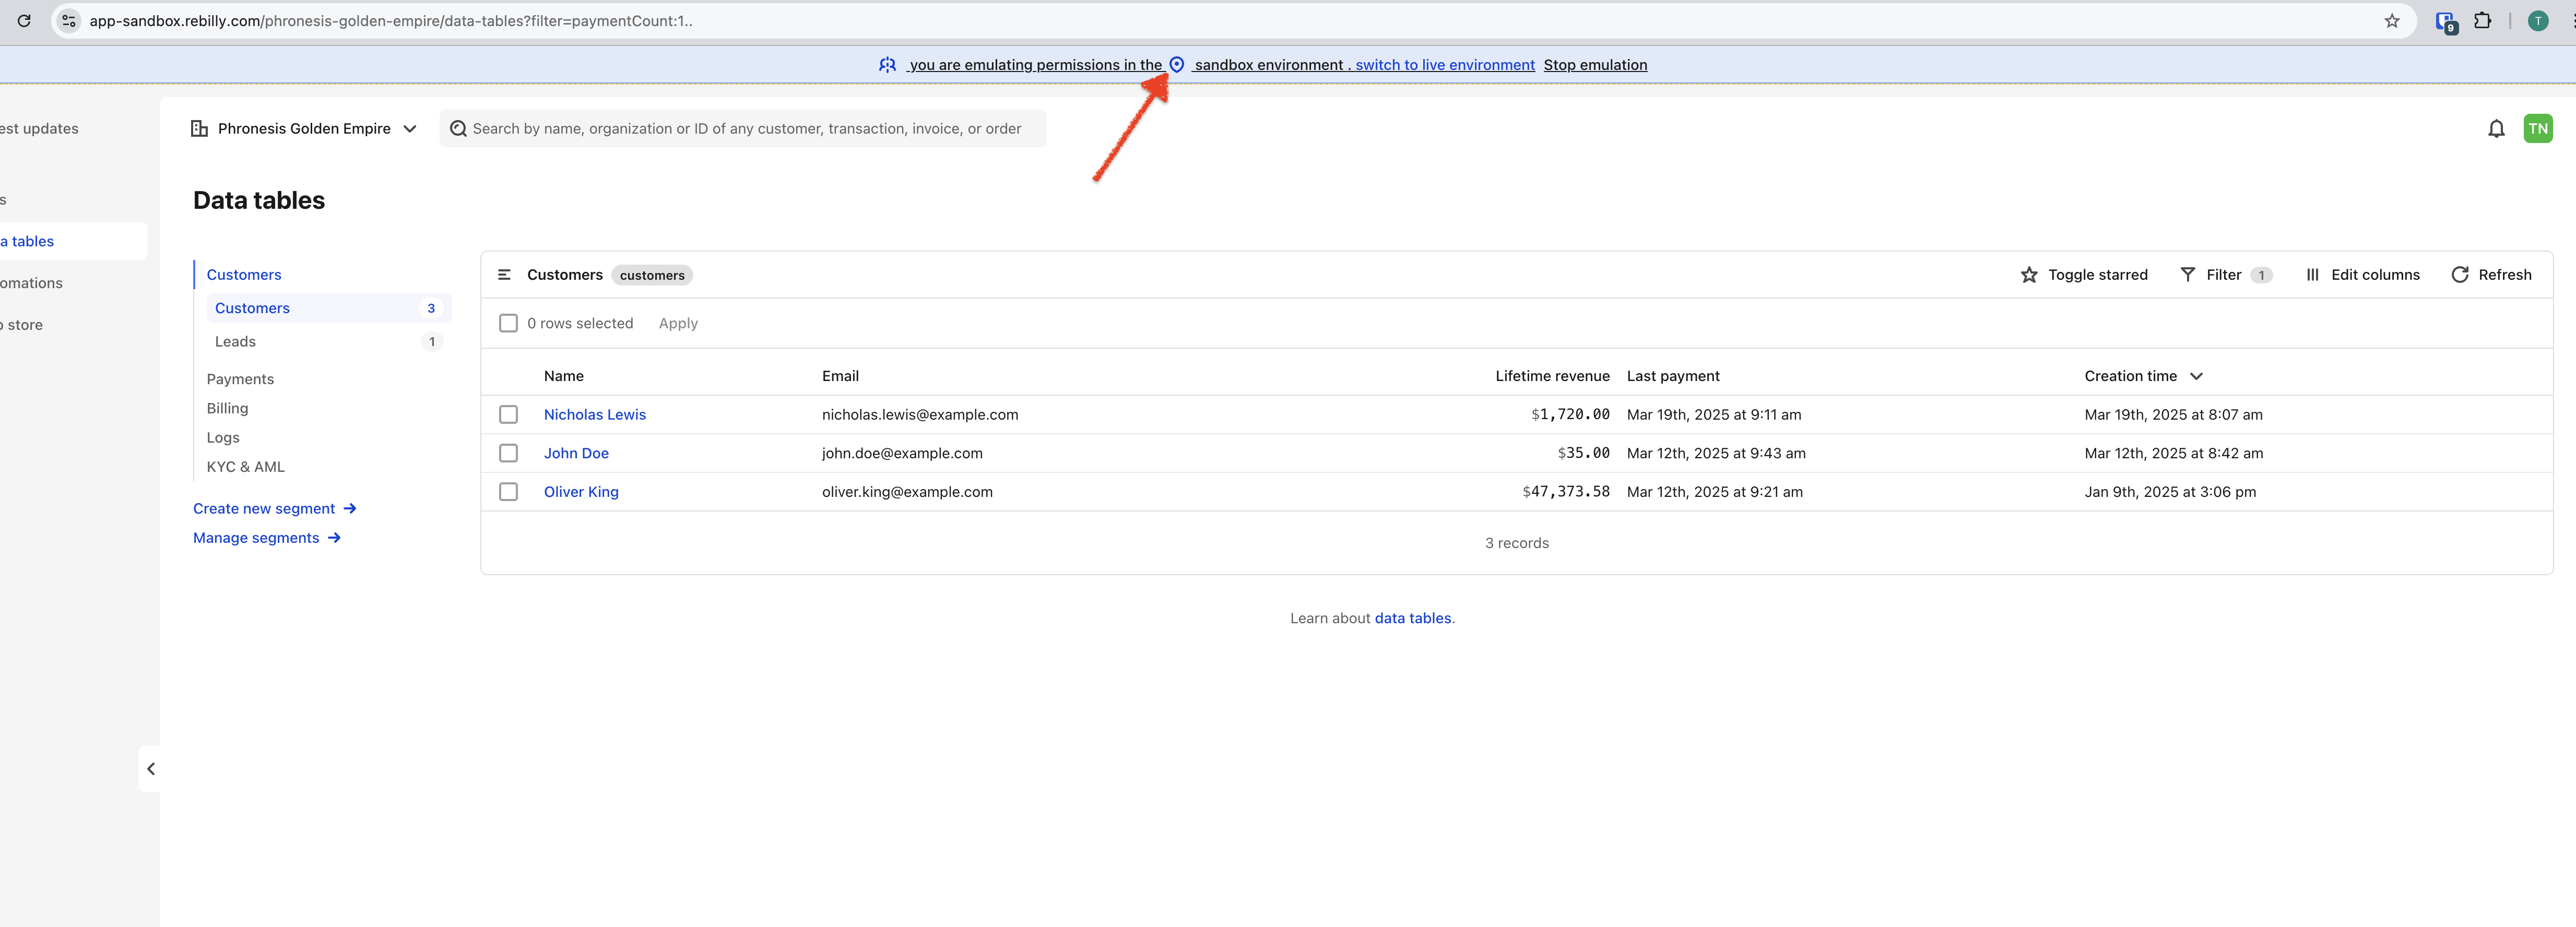 app-sandbox.rebilly.com/phronesis-golden-empire/data-tables?filter=paymentCount:1..
9
T
you are emulating permissions in the sandbox environment . switch to live environment Stop emulation
est updates
Phronesis Golden Empire
Search by name, organization or ID of any customer, transaction, invoice, or order
TN
s
Data tables
a tables
omations
o store
Customers
Customers 3
Leads 1
Payments
Billing
Logs
KYC & AML
Create new segment →
Manage segments →
Customers customers
Toggle starred Filter 1 Edit columns Refresh
0 rows selected Apply
Name Email Lifetime revenue Last payment Creation time
Nicholas Lewis nicholas.lewis@example.com $1,720.00 Mar 19th, 2025 at 9:11 am Mar 19th, 2025 at 8:07 am
John Doe john.doe@example.com $35.00 Mar 12th, 2025 at 9:43 am Mar 12th, 2025 at 8:42 am
Oliver King oliver.king@example.com $47,373.58 Mar 12th, 2025 at 9:21 am Jan 9th, 2025 at 3:06 pm
3 records
Learn about data tables.